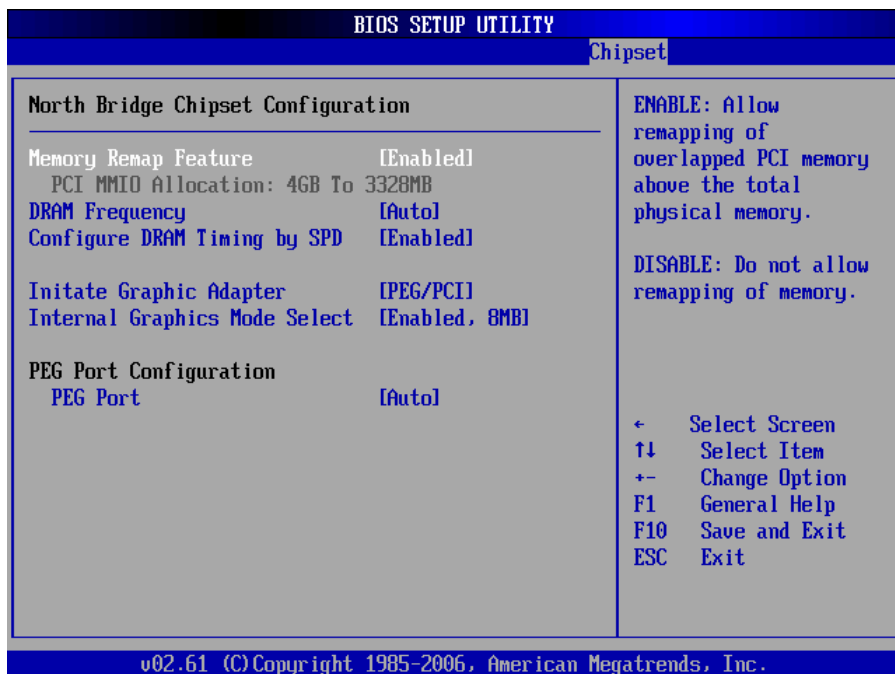 BIOS SETUP UTILITY
Chipset
North Bridge Chipset Configuration
Memory Remap Feature [Enabled]
PCI MMIO Allocation: 4GB To 3328MB
DRAM Frequency [Auto]
Configure DRAM Timing by SPD [Enabled]
Initate Graphic Adapter [PEG/PCI]
Internal Graphics Mode Select [Enabled, 8MB]
PEG Port Configuration
PEG Port [Auto]
ENABLE: Allow
remapping of
overlapped PCI memory
above the total
physical memory.
DISABLE: Do not allow
remapping of memory.
← Select Screen
↑↓ Select Item
+- Change Option
F1 General Help
F10 Save and Exit
ESC Exit
v02.61 (C)Copyright 1985-2006, American Megatrends, Inc.